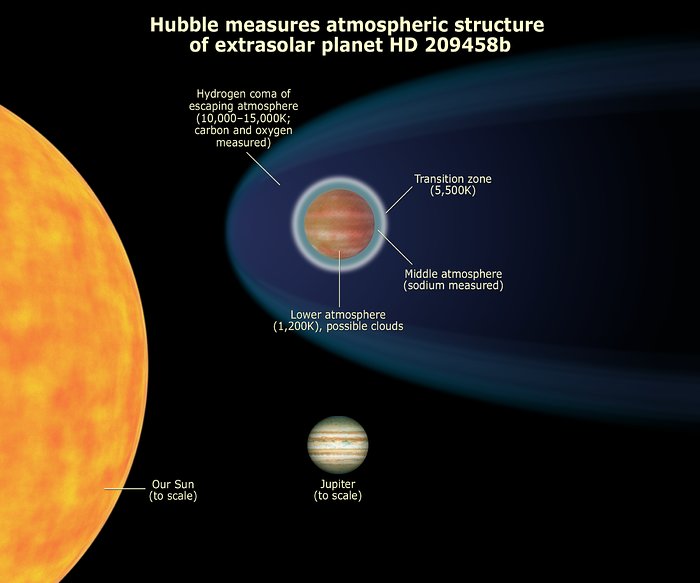 Hubble measures atmospheric structure
of extrasolar planet HD 209458b
Hydrogen coma of
escaping atmosphere
(10,000–15,000K;
carbon and oxygen
measured)
Transition zone
(5,500K)
Middle atmosphere
(sodium measured)
Lower atmosphere
(1,200K), possible clouds
Our Sun
(to scale)
Jupiter
(to scale)